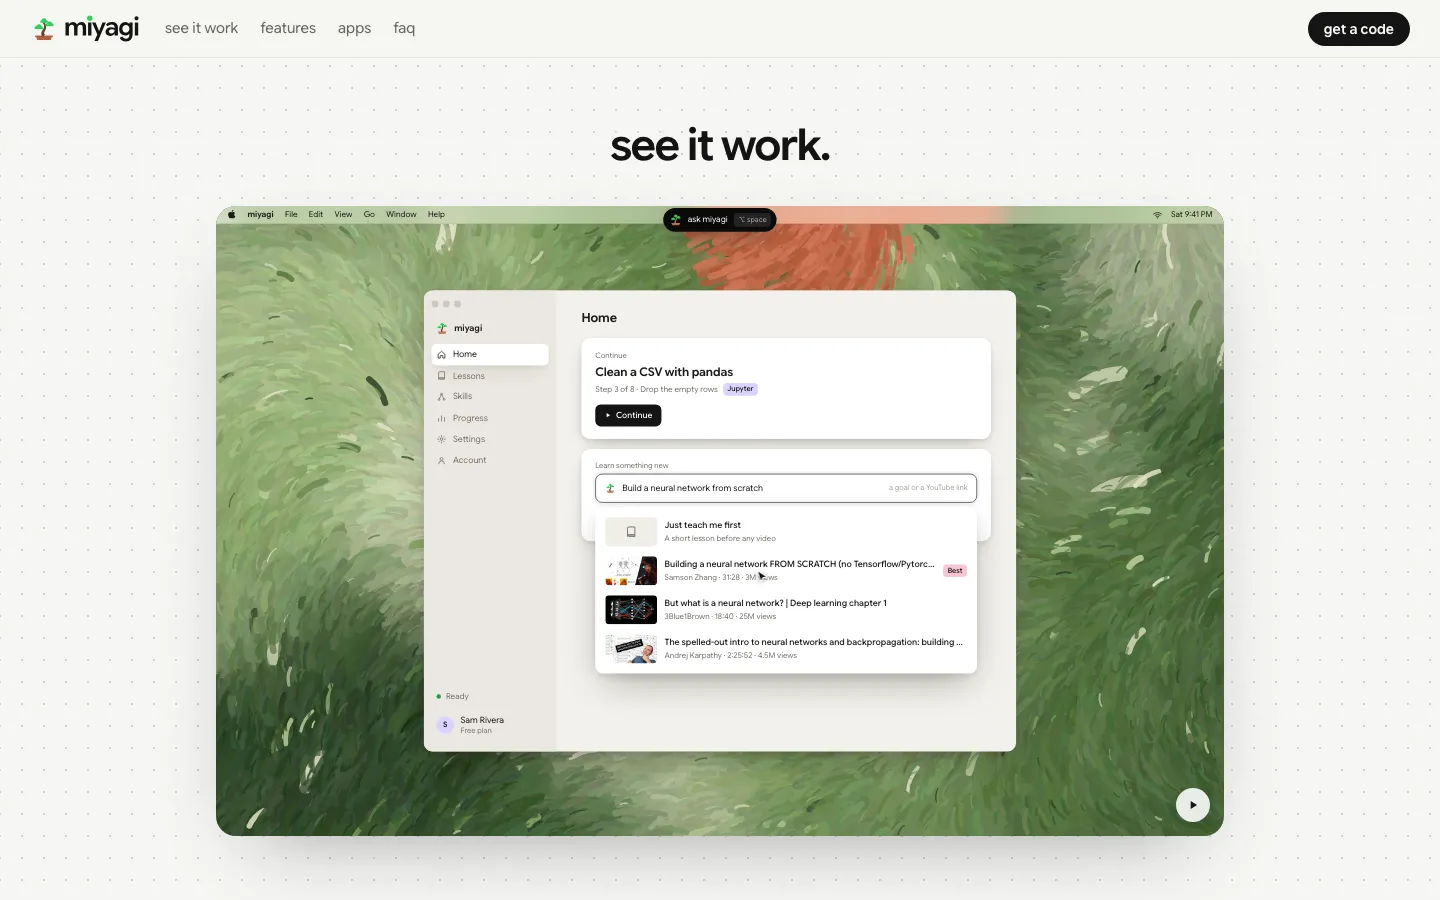 miyagi see it work features apps faq get a code
see it work.
miyagi File Edit View Go Window Help ask miyagi ⌥ space Sat 9:41 PM
miyagi
Home
Lessons
Skills
Progress
Settings
Account
Ready
S Sam Rivera
Free plan
Home
Continue
Clean a CSV with pandas
Step 3 of 8 · Drop the empty rows Jupyter
Continue
Learn something new
Build a neural network from scratch a goal or a YouTube link
Just teach me first
A short lesson before any video
Building a neural network FROM SCRATCH (no Tensorflow/Pytorc... Best
Samson Zhang · 31:28 · 3M
But what is a neural network? | Deep learning chapter 1
3Blue1Brown · 18:40 · 25M views
The spelled-out intro to neural networks and backpropagation: building ...
Andrej Karpathy · 2:25:52 · 4.5M views